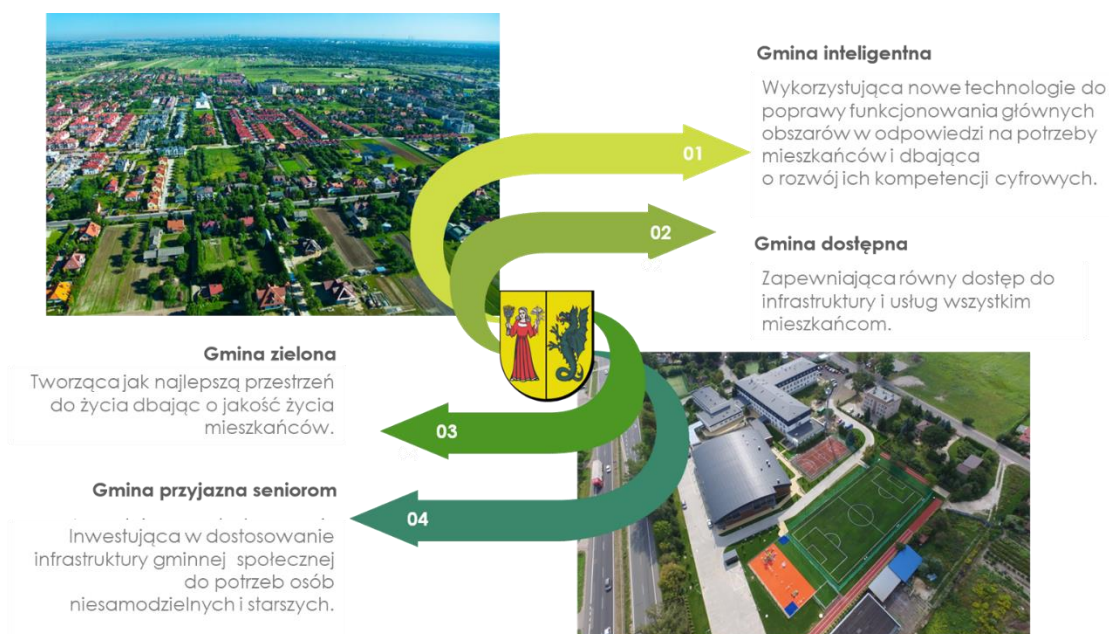 Gmina inteligentna
Wykorzystująca nowe technologie do
poprawy funkcjonowania głównych
obszarów w odpowiedzi na potrzeby
mieszkańców i dbająca
o rozwój ich kompetencji cyfrowych.
01
02
Gmina dostępna
Zapewniająca równy dostęp do
infrastruktury i usług wszystkim
mieszkańcom.
Gmina zielona
Tworząca jak najlepszą przestrzeń
do życia dbając o jakość życia
mieszkańców.
03
Gmina przyjazna seniorom
04
Inwestująca w dostosowanie
infrastruktury gminnej społecznej
do potrzeb osób
niesamodzielnych i starszych.